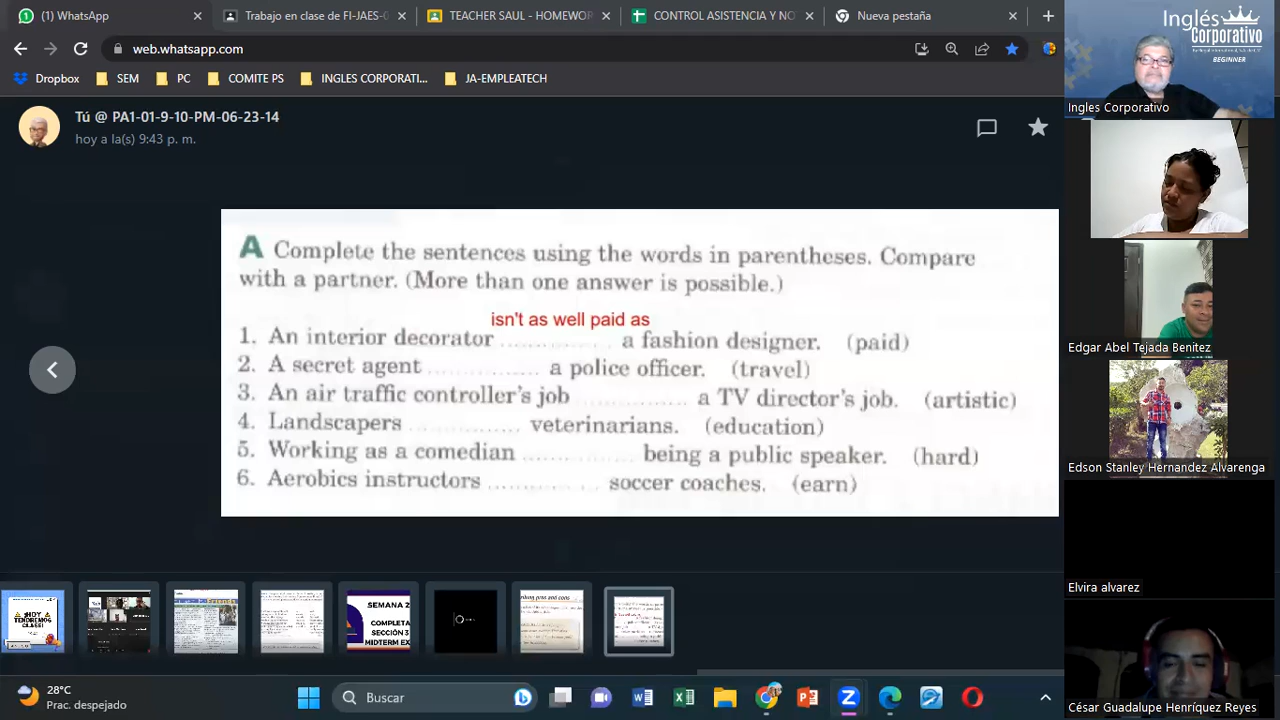 (1) WhatsApp
Trabajo en clase de FI-JAES-0
TEACHER SAUL - HOMEWOR
CONTROL ASISTENCIA Y NO
Nueva pestaña
web.whatsapp.com
Dropbox
SEM
PC
COMITE PS
INGLES CORPORATI...
JA-EMPLEATECH
Tú @ PA1-01-9-10-PM-06-23-14
hoy a la(s) 9:43 p. m.
A Complete the sentences using the words in parentheses. Compare
with a partner. (More than one answer is possible.)
isn't as well paid as
1. An interior decorator .............. a fashion designer. (paid)
2. A secret agent .............. a police officer. (travel)
3. An air traffic controller's job .............. a TV director's job. (artistic)
4. Landscapers .............. veterinarians. (education)
5. Working as a comedian .............. being a public speaker. (hard)
6. Aerobics instructors .............. soccer coaches. (earn)
SEMANA 2
COMPLETA
SECCIÓN 3
MIDTERM EX
28°C
Prc. despejado
Buscar
Inglés
Corporativo
BEGINNER
Ingles Corporativo
Edgar Abel Tejada Benitez
Edson Stanley Hernandez Alvarenga
Elvira alvarez
César Guadalupe Henríquez Reyes